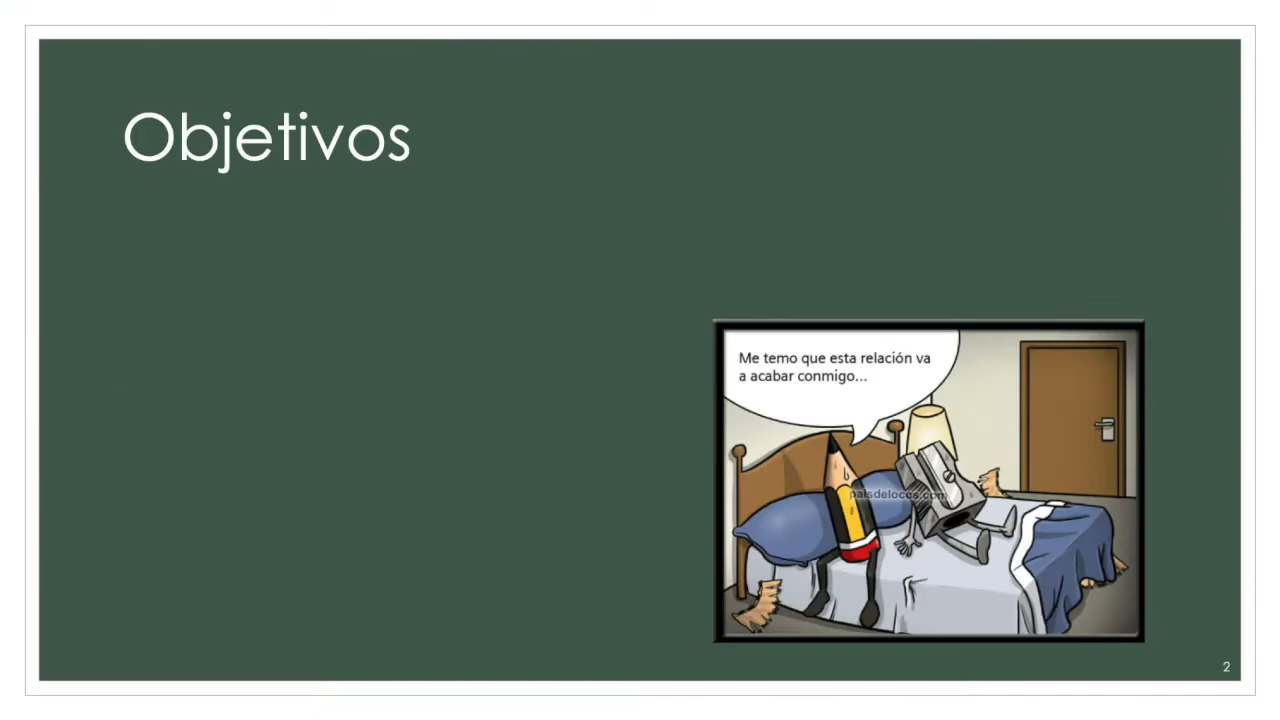 Objetivos
Me temo que esta relación va
a acabar conmigo...
paisdelocos.com
2